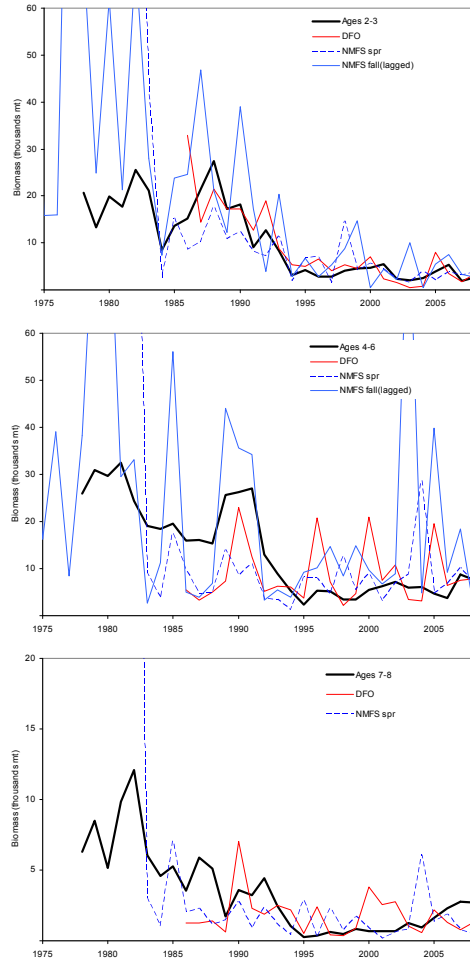 60
50
40
30
20
10
Biomass (thousands mt)
Ages 2-3
DFO
NMFS spr
NMFS fall(lagged)
1975 1980 1985 1990 1995 2000 2005
60
50
40
30
20
10
Biomass (thousands mt)
Ages 4-6
DFO
NMFS spr
NMFS fall(lagged)
1975 1980 1985 1990 1995 2000 2005
20
15
10
5
Biomass (thousands mt)
Ages 7-8
DFO
NMFS spr
1975 1980 1985 1990 1995 2000 2005